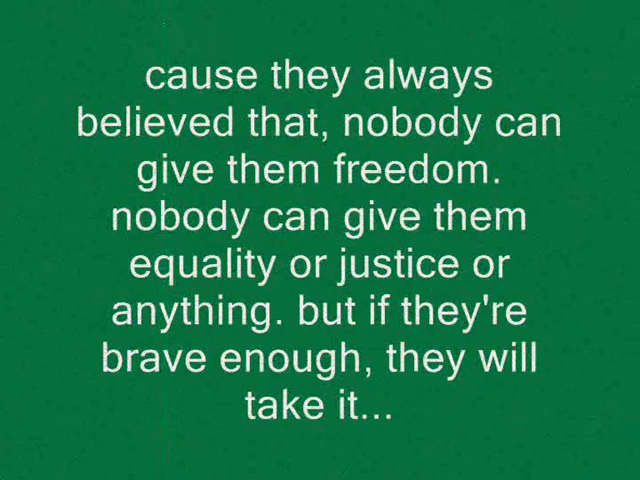 cause they always
believed that, nobody can
give them freedom.
nobody can give them
equality or justice or
anything. but if they're
brave enough, they will
take it...